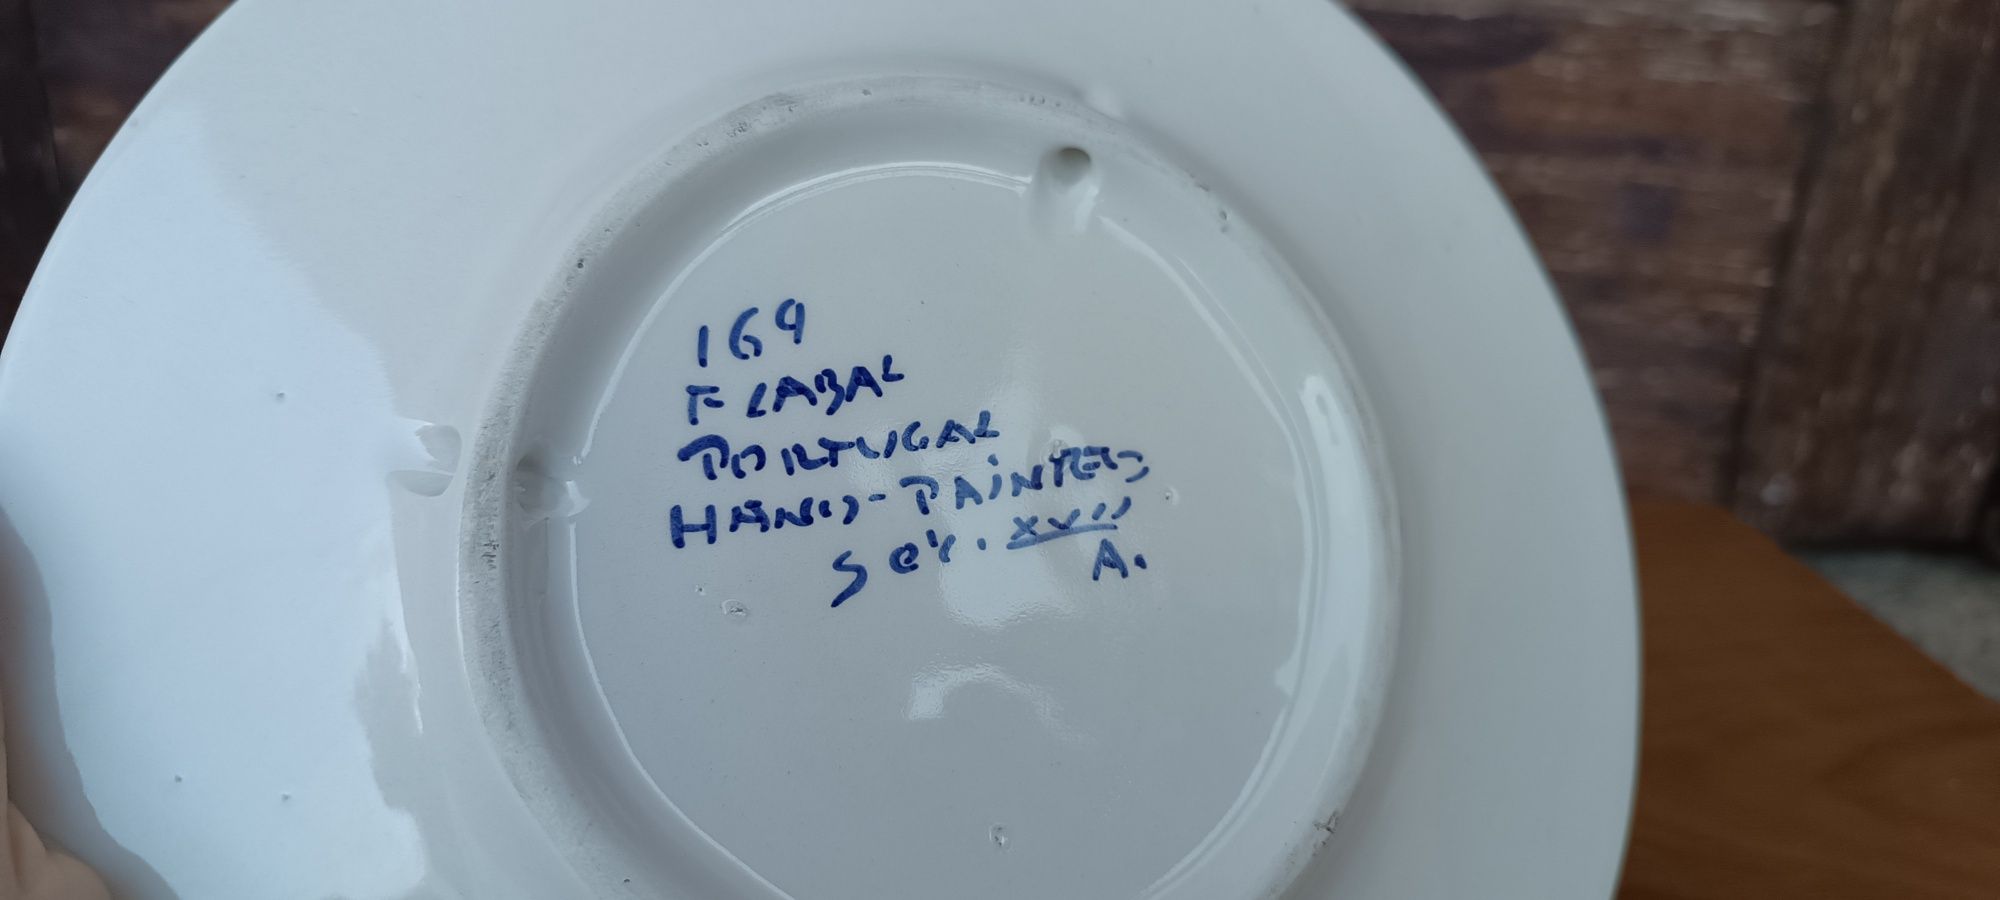 169
F CABAL
PORTUGAL
HAND-PAINTED
Sec. XVII
A.